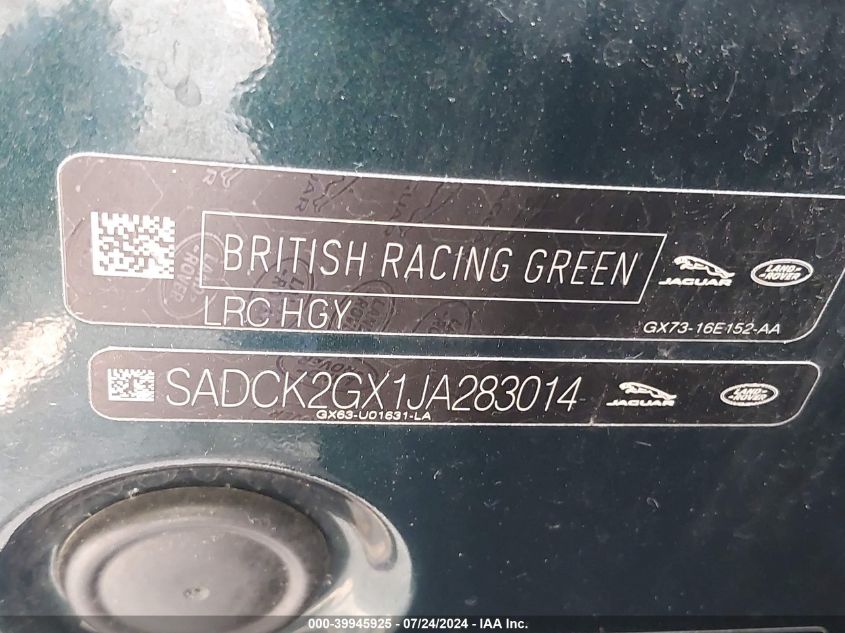 BRITISH RACING GREEN
JAGUAR
LAND-
-ROVER
LRC HGY
GX73-16E152-AA
SADCK2GX1JA283014
GX63-U01631-LA
JAGUAR
LAND-
-ROVER
000-39945925 - 07/24/2024 - IAA Inc.